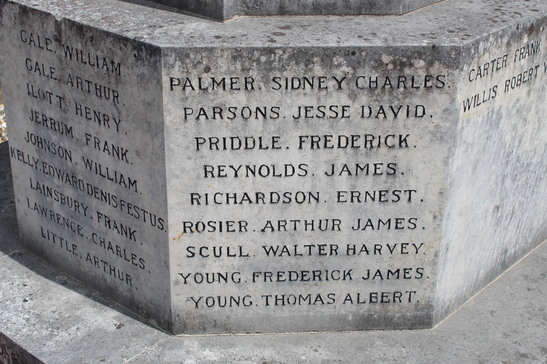 GALE, WILLIAM
GALE, ARTHUR.
ILOTT HENRY.
JERRUM, FRANK.
JOHNSON, WILLIAM.
KELLY, EDWARD DENIS FESTUS
LAINSBURY, FRANK.
LAWRENCE, CHARLES.
LITTLE, ARTHUR.
PALMER. SIDNEY CHARLES.
PARSONS. JESSE DAVID.
PRIDDLE. FREDERICK.
REYNOLDS. JAMES.
RICHARDSON. ERNEST.
ROSIER. ARTHUR JAMES.
SCULL. WALTER HARVEY.
YOUNG. FREDERICK JAMES.
YOUNG. THOMAS ALBERT.
CARTER FRANK
WILLIS ROBERT